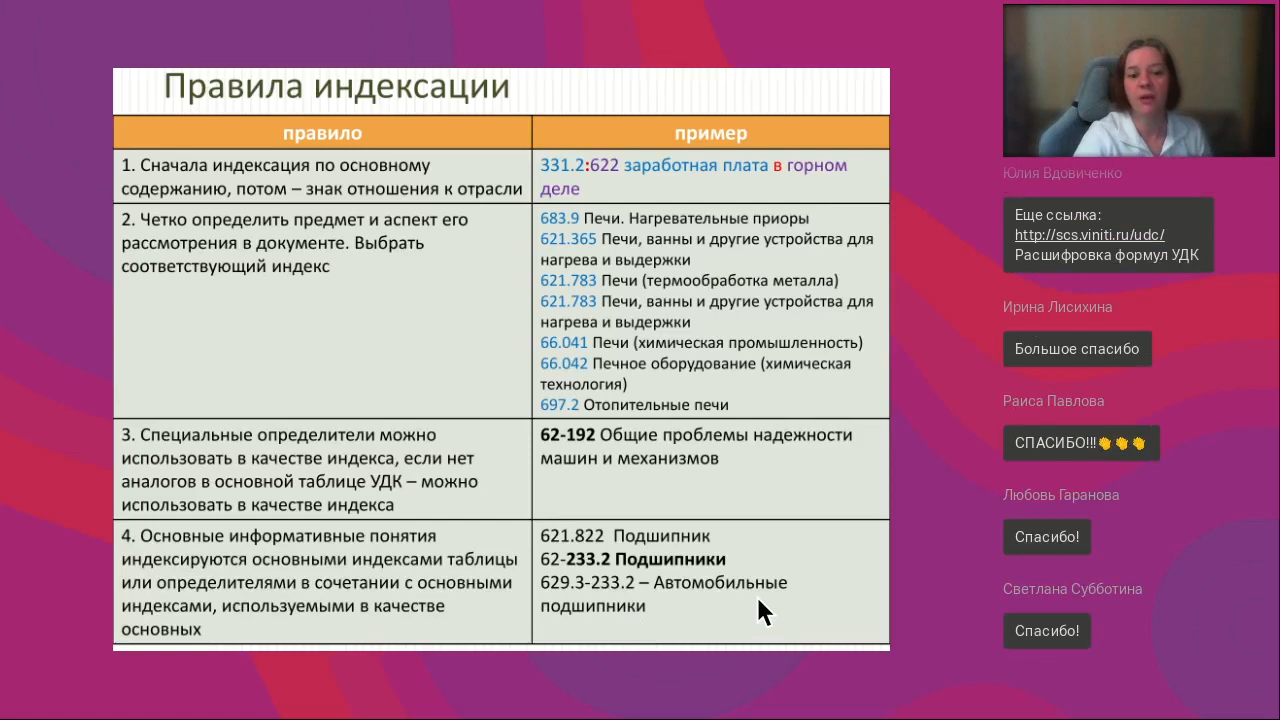 Правила индексации
правило
пример
1. Сначала индексация по основному
содержанию, потом – знак отношения к отрасли
331.2:622 заработная плата в горном
деле
2. Четко определить предмет и аспект его
рассмотрения в документе. Выбрать
соответствующий индекс
683.9 Печи. Нагревательные приоры
621.365 Печи, ванны и другие устройства для
нагрева и выдержки
621.783 Печи (термообработка металла)
621.783 Печи, ванны и другие устройства для
нагрева и выдержки
66.041 Печи (химическая промышленность)
66.042 Печное оборудование (химическая
технология)
697.2 Отопительные печи
3. Специальные определители можно
использовать в качестве индекса, если нет
аналогов в основной таблице УДК – можно
использовать в качестве индекса
62-192 Общие проблемы надежности
машин и механизмов
4. Основные информативные понятия
индексируются основными индексами таблицы
или определителями в сочетании с основными
индексами, используемыми в качестве
основных
621.822 Подшипник
62-233.2 Подшипники
629.3-233.2 – Автомобильные
подшипники
Юлия Вдовиченко
Еще ссылка:
http://scs.viniti.ru/udc/
Расшифровка формул УДК
Ирина Лисихина
Большое спасибо
Раиса Павлова
СПАСИБО!!!👏👏👏
Любовь Гаранова
Спасибо!
Светлана Субботина
Спасибо!